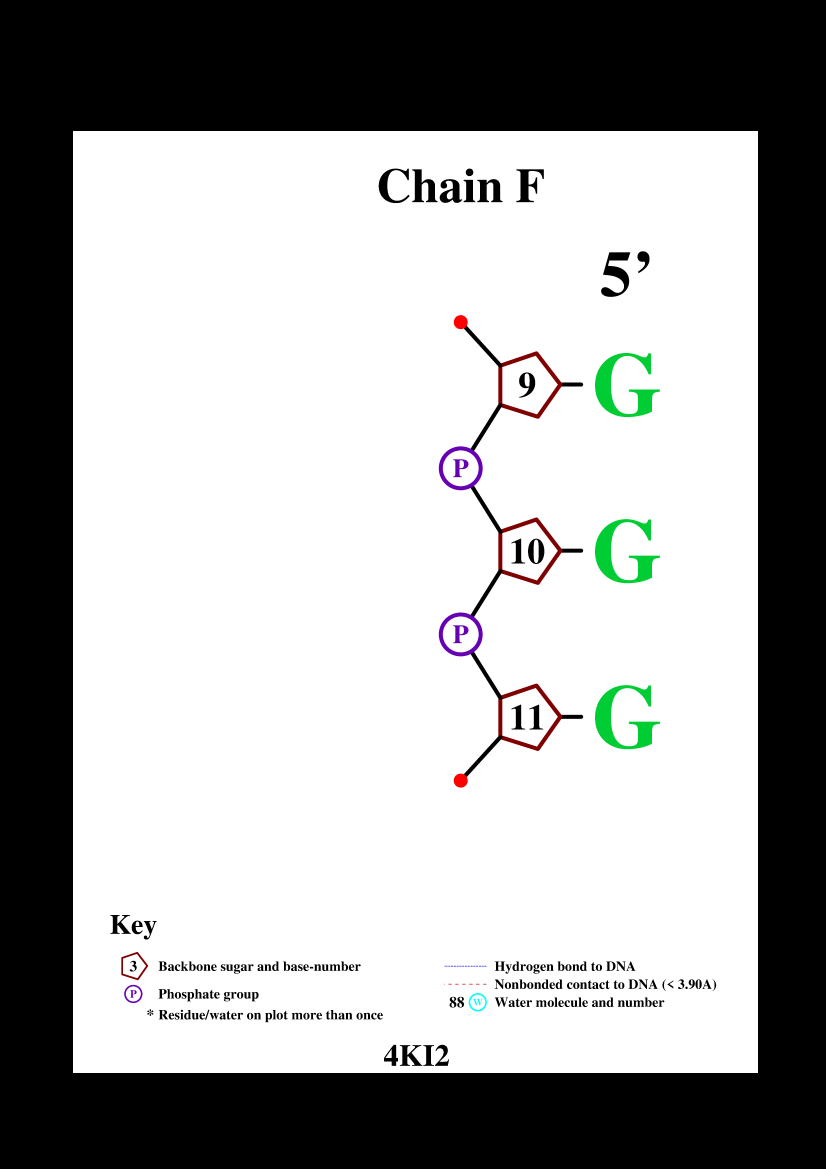 Chain F
5’
9 G
P
10 G
P
11 G
Key
3 Backbone sugar and base-number
P Phosphate group
* Residue/water on plot more than once
Hydrogen bond to DNA
Nonbonded contact to DNA (< 3.90A)
88 W Water molecule and number
4KI2